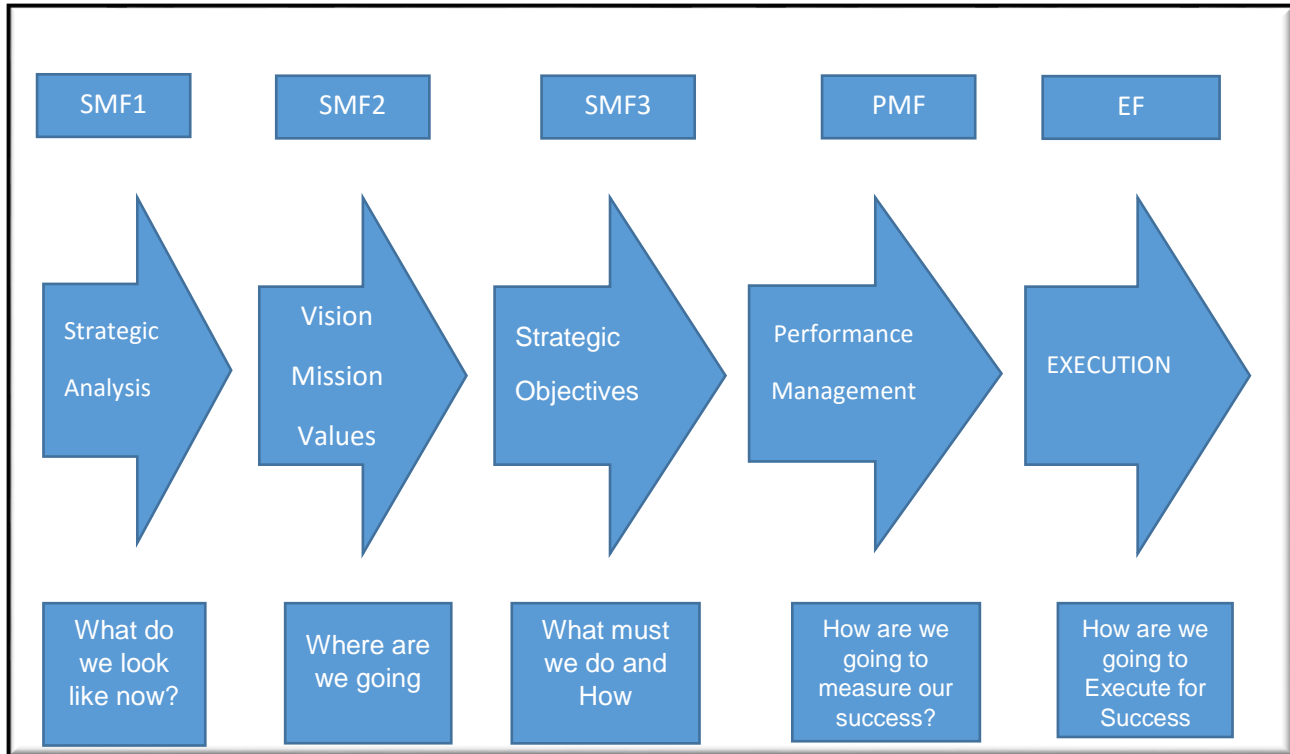 SMF1
SMF2
SMF3
PMF
EF
Strategic
Analysis
Vision
Mission
Values
Strategic
Objectives
Performance
Management
EXECUTION
What do
we look
like now?
Where are
we going
What must
we do and
How
How are we
going to
measure our
success?
How are we
going to
Execute for
Success